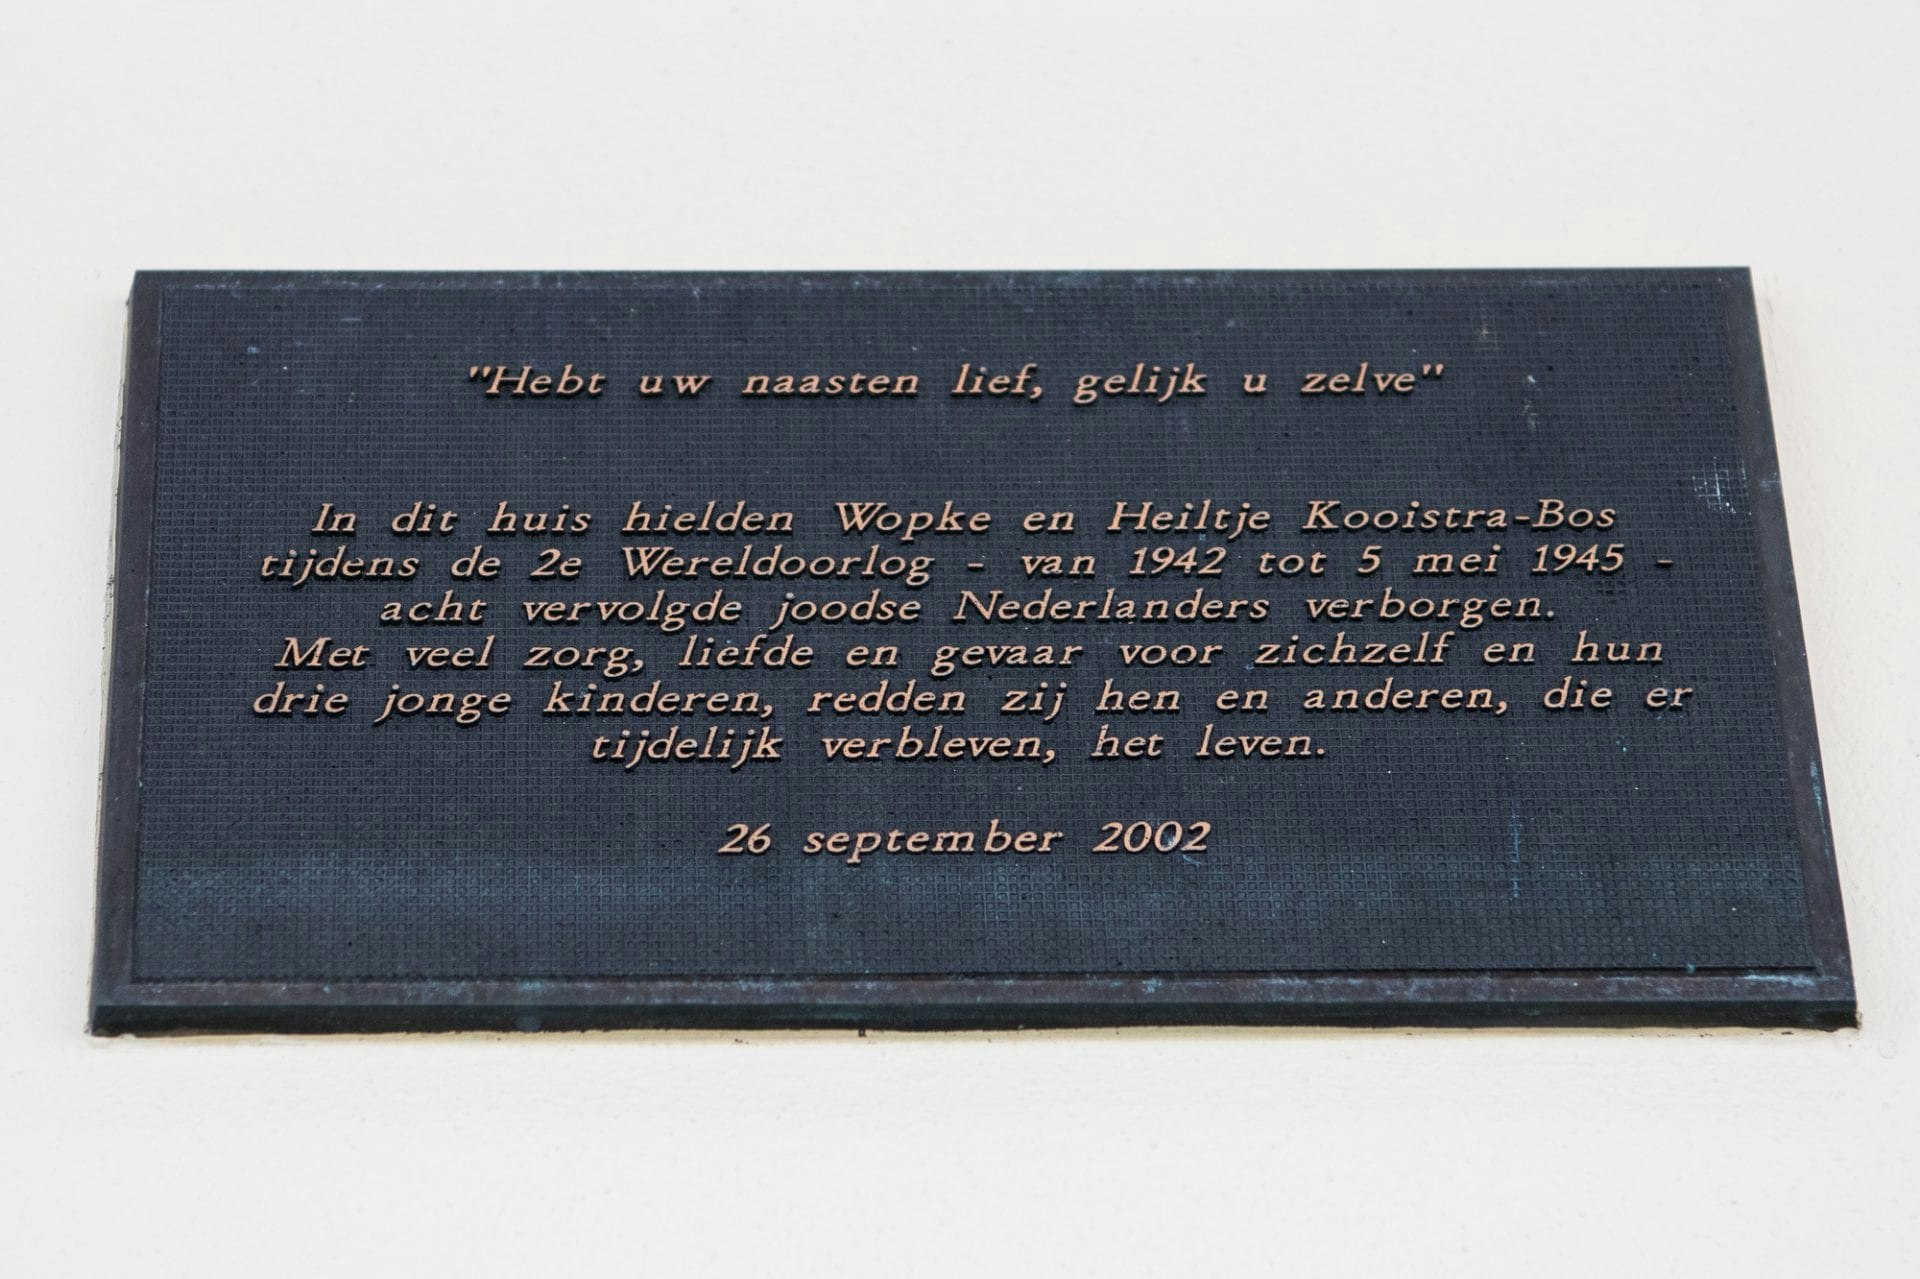 "Hebt uw naasten lief, gelijk u zelve"
In dit huis hielden Wopke en Heiltje Kooistra-Bos
tijdens de 2e Wereldoorlog - van 1942 tot 5 mei 1945 -
acht vervolgde joodse Nederlanders verborgen.
Met veel zorg, liefde en gevaar voor zichzelf en hun
drie jonge kinderen, redden zij hen en anderen, die er
tijdelijk verbleven, het leven.
26 september 2002